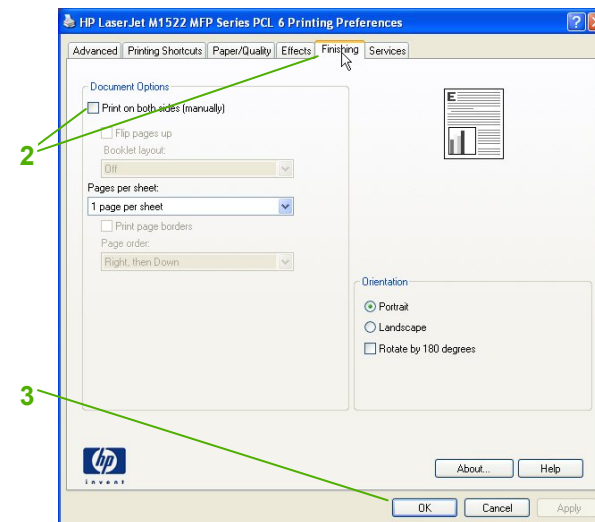 HP LaserJet M1522 MFP Series PCL 6 Printing Preferences
Advanced Printing Shortcuts Paper/Quality Effects Finishing Services
Document Options
Print on both sides (manually)
Flip pages up
Booklet layout:
Off
Pages per sheet:
1 page per sheet
Print page borders
Page order:
Right, then Down
E
Orientation
Portrait
Landscape
Rotate by 180 degrees
2
3
hp
invent
About... Help
OK Cancel Apply